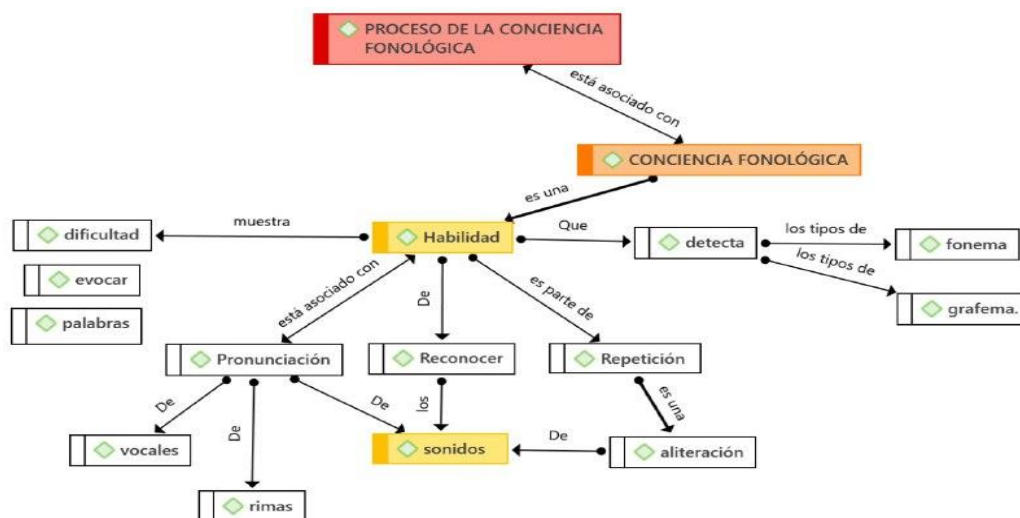 PROCESO DE LA CONCIENCIA
FONOLÓGICA
está asociado con
CONCIENCIA FONOLÓGICA
es una
dificultad
muestra
Habilidad
Que
detecta
los tipos de
fonema
los tipos de
grafema.
evocar
palabras
está asociado con
De
es parte de
Pronunciación
Reconocer
Repetición
De
De
De
los
es una
vocales
sonidos
De
aliteración
rimas